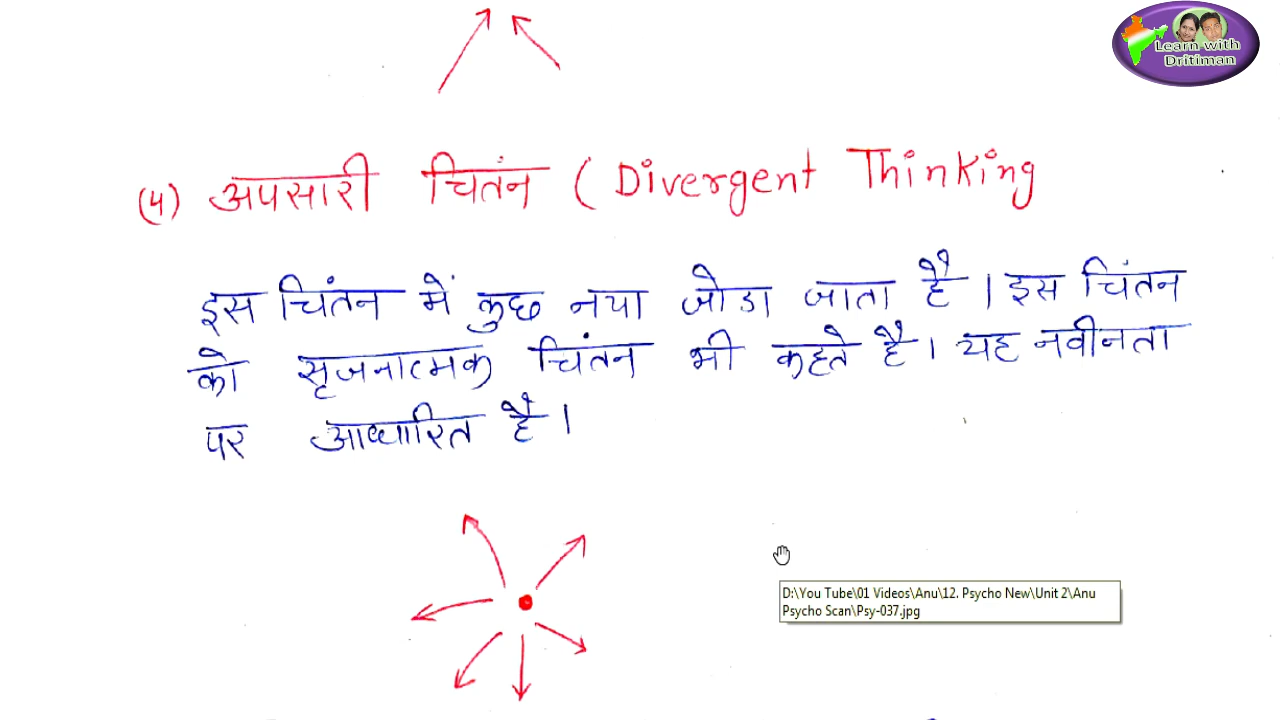 Learn with
Dritiman
(4) अपसारी चिंतन ( Divergent Thinking
इस चिंतन में कुछ नया जोडा जाता है । इस चिंतन
को सृजनात्मक चिंतन भी कहते है । यह नवीनता
पर आधारित है ।
D:\You Tube\01 Videos\Anu\12. Psycho New\Unit 2\Anu
Psycho Scan\Psy-037.jpg